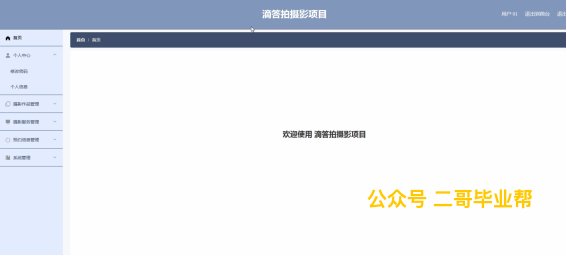 滴答拍摄影项目
用户 01 退出到前台 退出
首页
首页 / 首页
个人中心
修改密码
个人信息
摄影作品管理
摄影服务管理
预约信息管理
系统管理
欢迎使用 滴答拍摄影项目
公众号 二哥毕业帮